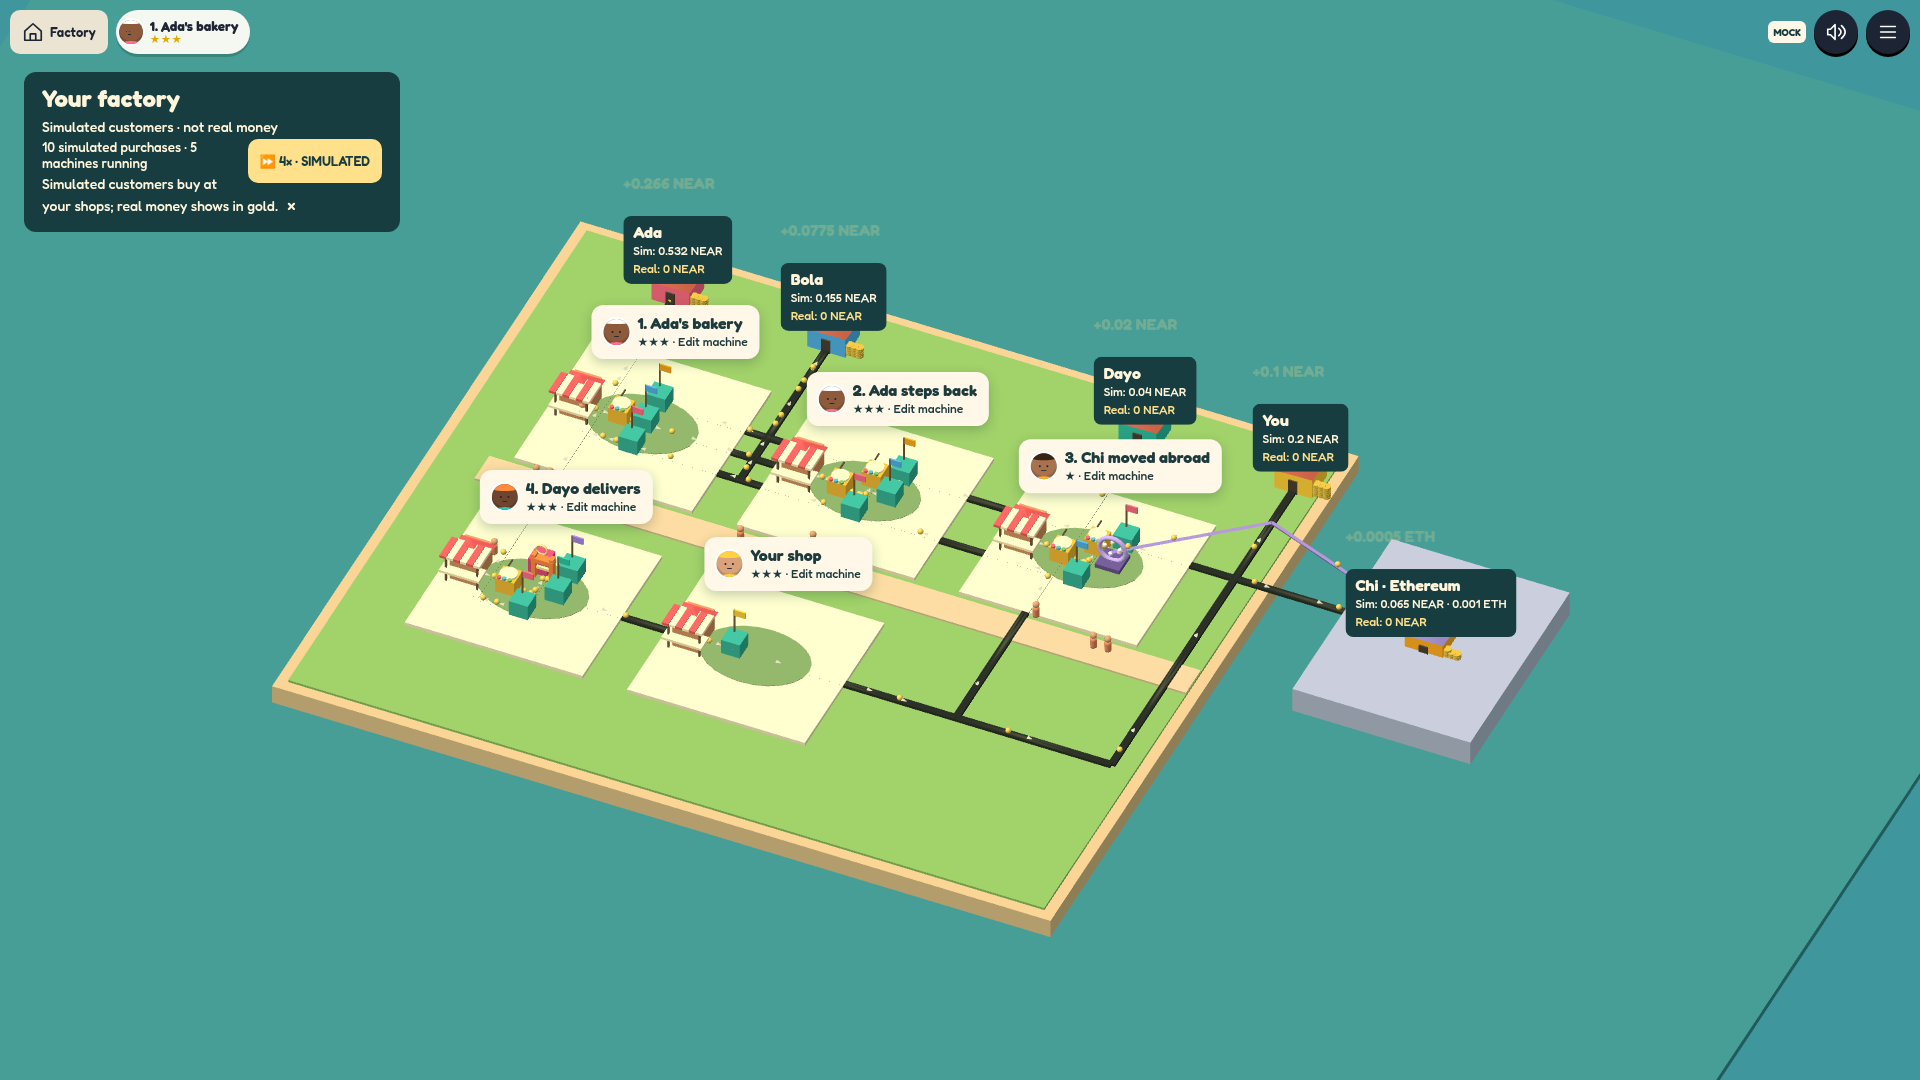 Factory
1. Ada's bakery
★★★
MOCK
Your factory
Simulated customers · not real money
10 simulated purchases · 5
machines running
⏩ 4x · SIMULATED
Simulated customers buy at
your shops; real money shows in gold. ×
+0.266 NEAR
Ada
Sim: 0.532 NEAR
Real: 0 NEAR
+0.0775 NEAR
Bola
Sim: 0.155 NEAR
Real: 0 NEAR
1. Ada's bakery
★★★ · Edit machine
+0.02 NEAR
Dayo
Sim: 0.04 NEAR
Real: 0 NEAR
+0.1 NEAR
You
Sim: 0.2 NEAR
Real: 0 NEAR
2. Ada steps back
★★★ · Edit machine
3. Chi moved abroad
★ · Edit machine
4. Dayo delivers
★★★ · Edit machine
Your shop
★★★ · Edit machine
+0.0005 ETH
Chi · Ethereum
Sim: 0.065 NEAR · 0.001 ETH
Real: 0 NEAR